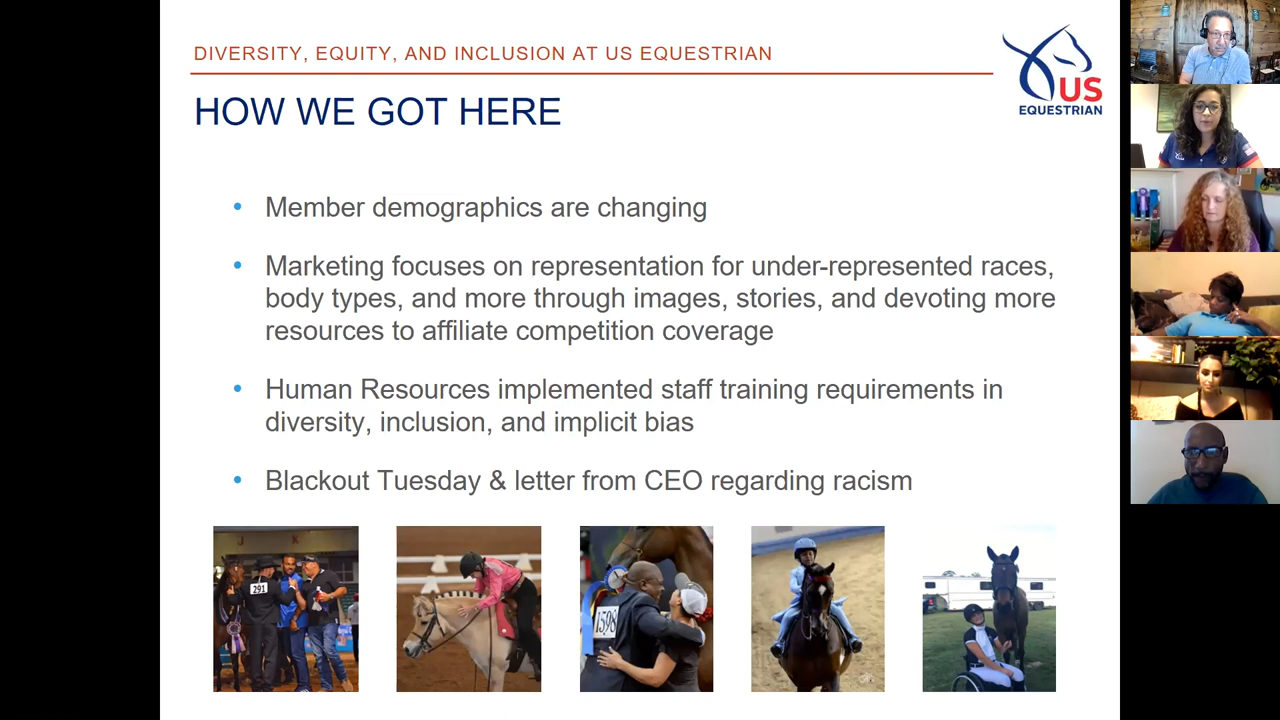 DIVERSITY, EQUITY, AND INCLUSION AT US EQUESTRIAN
US
EQUESTRIAN
HOW WE GOT HERE
• Member demographics are changing
• Marketing focuses on representation for under-represented races,
body types, and more through images, stories, and devoting more
resources to affiliate competition coverage
• Human Resources implemented staff training requirements in
diversity, inclusion, and implicit bias
• Blackout Tuesday & letter from CEO regarding racism
J K
291
1598